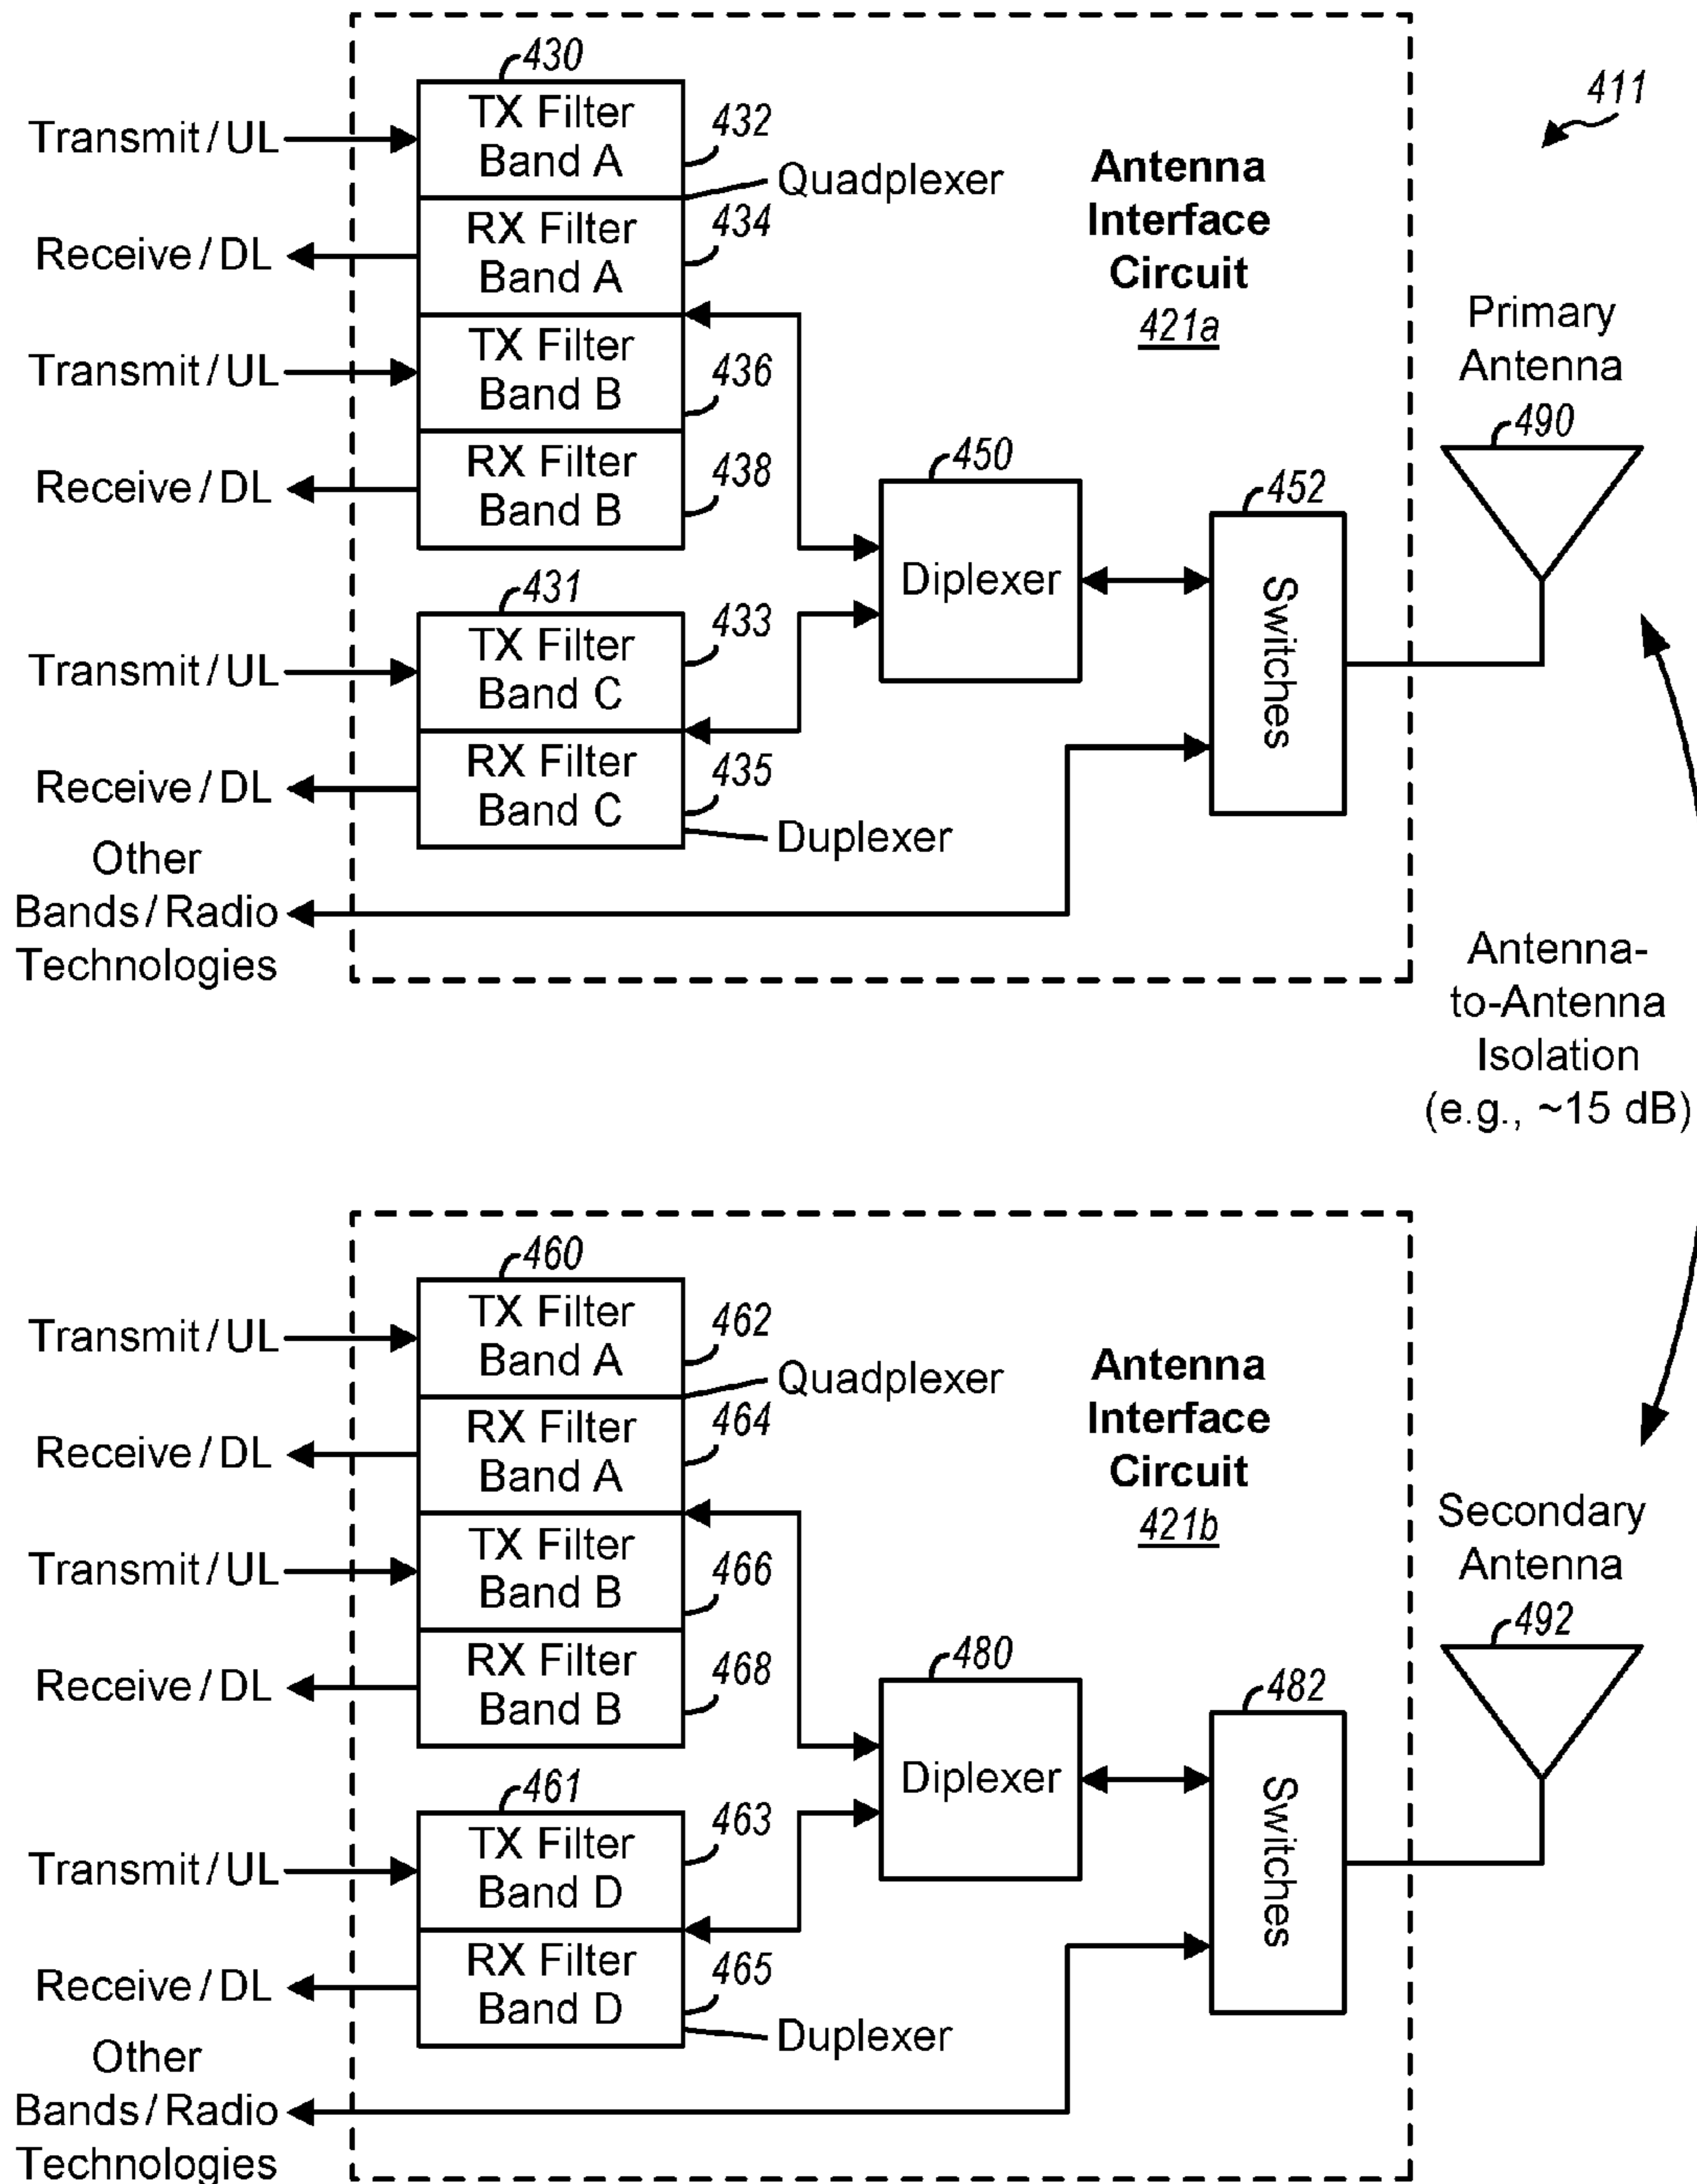 430
TX Filter
Band A
432
Transmit / UL
Quadplexer
RX Filter
Band A
434
Receive / DL
TX Filter
Band B
436
Transmit / UL
RX Filter
Band B
438
Receive / DL
Antenna
Interface
Circuit
421a
411
Primary
Antenna
490
450
Diplexer
452
Switches
431
TX Filter
Band C
433
Transmit / UL
RX Filter
Band C
435
Receive / DL
Duplexer
Other
Bands / Radio
Technologies
Antenna-
to-Antenna
Isolation
(e.g., ~15 dB)
460
TX Filter
Band A
462
Transmit / UL
Quadplexer
RX Filter
Band A
464
Receive / DL
TX Filter
Band B
466
Transmit / UL
RX Filter
Band B
468
Receive / DL
Antenna
Interface
Circuit
421b
Secondary
Antenna
492
480
Diplexer
482
Switches
461
TX Filter
Band D
463
Transmit / UL
RX Filter
Band D
465
Receive / DL
Duplexer
Other
Bands / Radio
Technologies